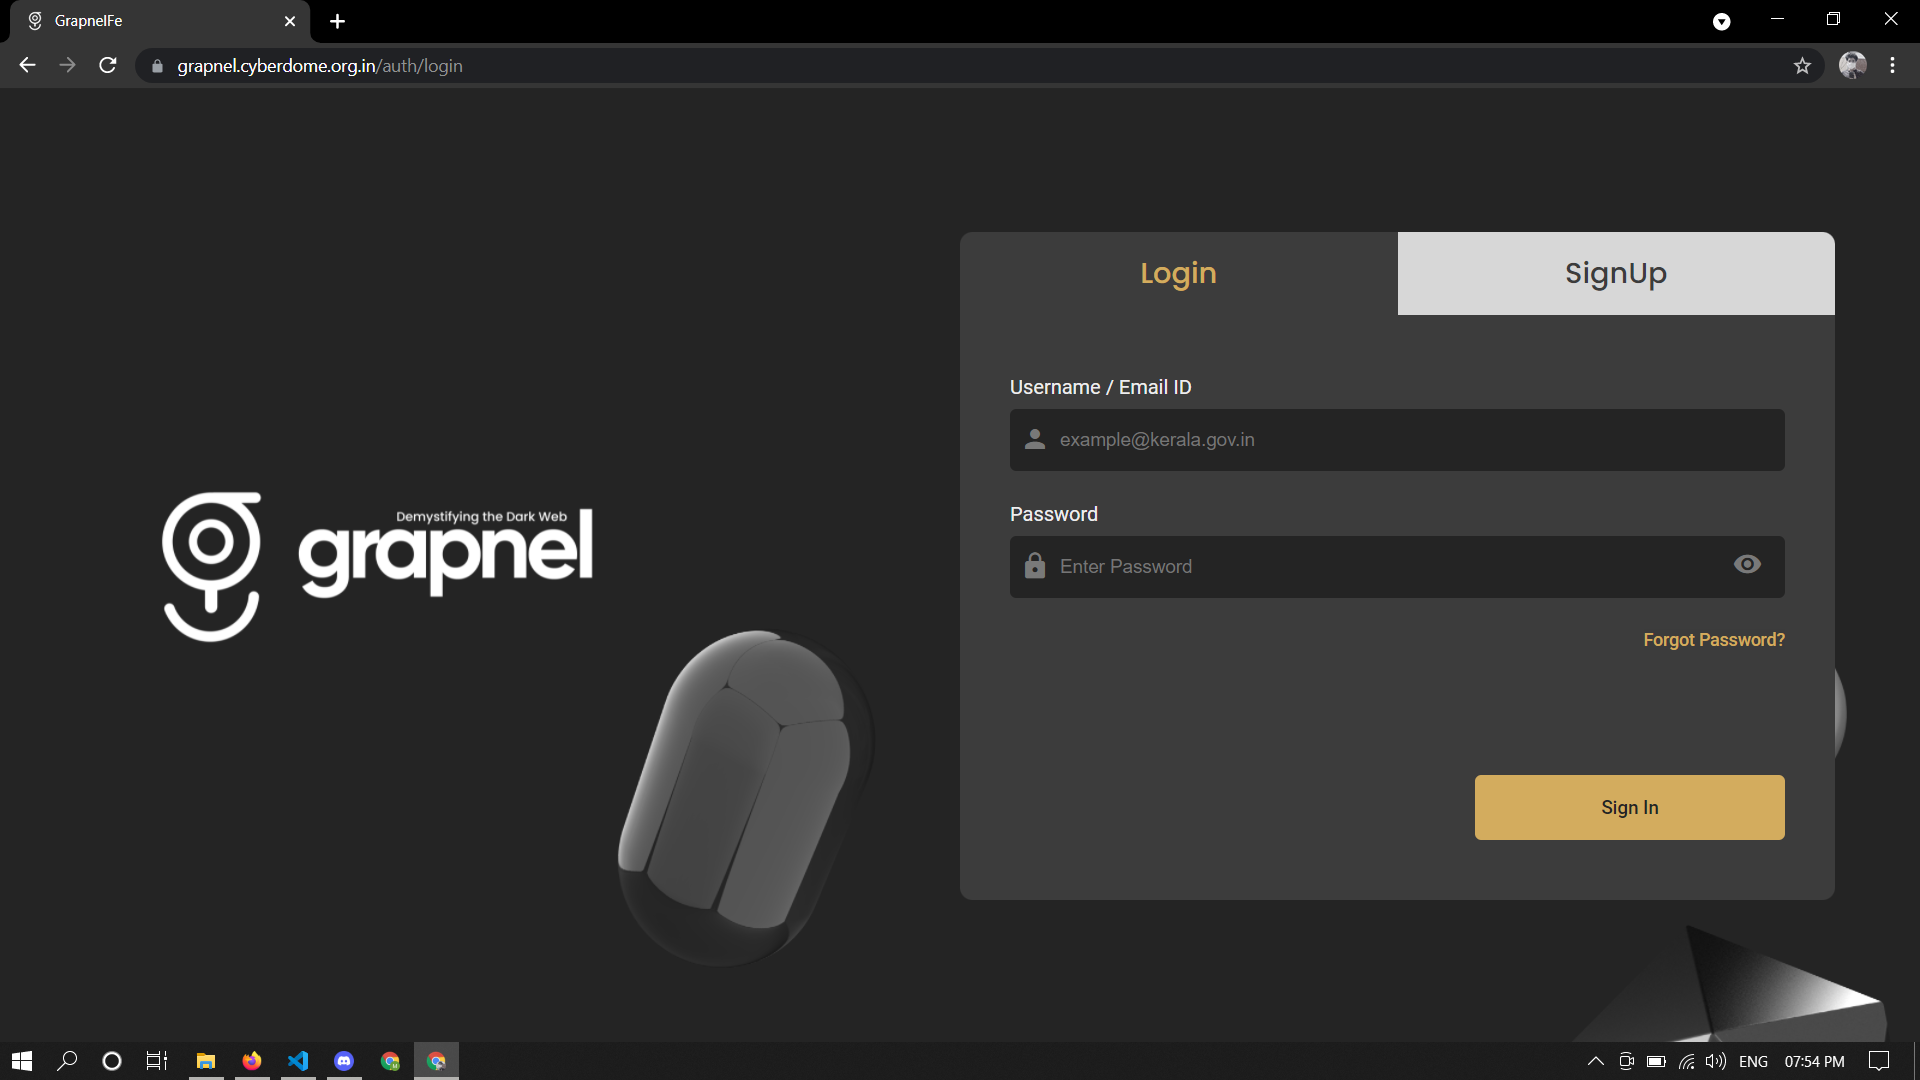 GrapnelFe
grapnel.cyberdome.org.in/auth/login
Login
SignUp
Username / Email ID
example@kerala.gov.in
Password
Enter Password
Forgot Password?
Sign In
Demystifying the Dark Web
grapnel
ENG
07:54 PM